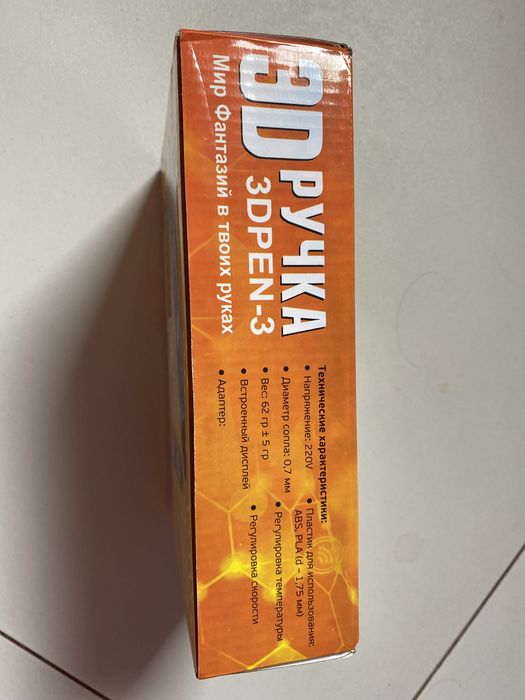 3D РУЧКА
3DPEN-3
Мир Фантазий в твоих руках
Технические характеристики:
• Напряжение: 220V
• Диаметр сопла: 0,7 мм
• Вес: 62 гр ± 5 гр
• Встроенный дисплей
• Адаптер:
• Пластик для использования:
ABS, PLA (d – 1,75 мм)
• Регулировка температуры
• Регулировка скорости